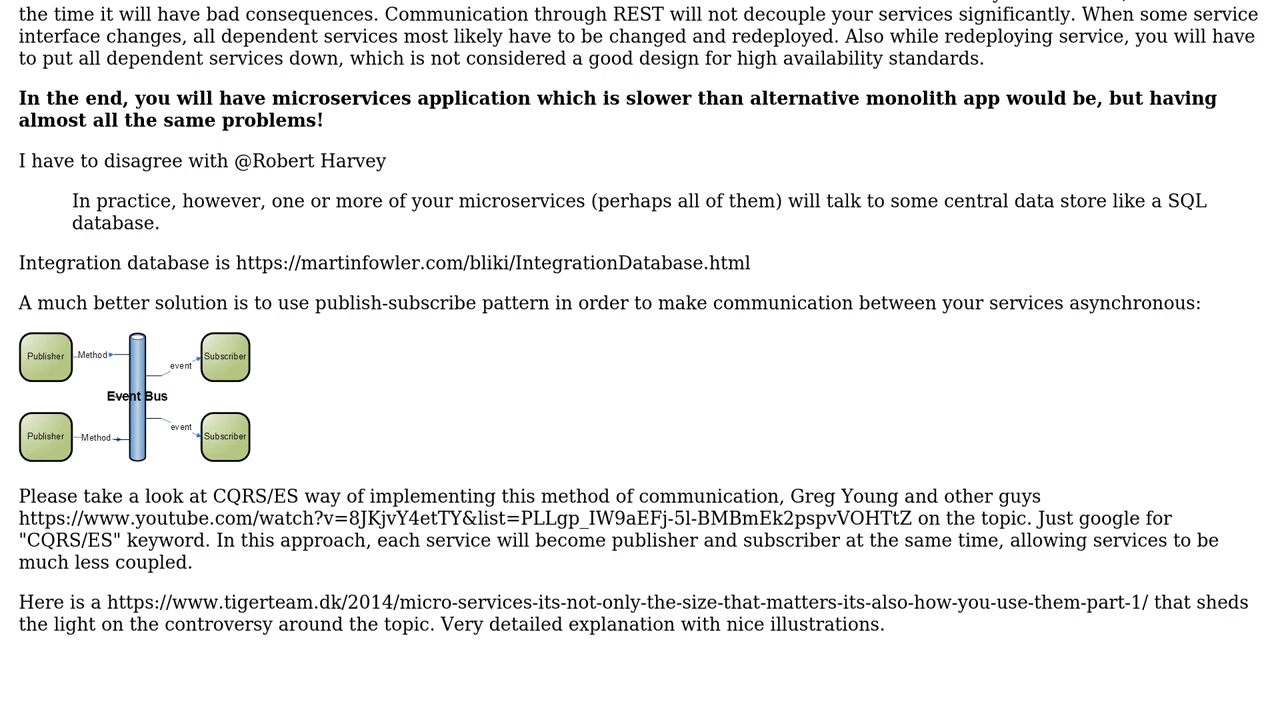 the time it will have bad consequences. Communication through REST will not decouple your services significantly. When some service
interface changes, all dependent services most likely have to be changed and redeployed. Also while redeploying service, you will have
to put all dependent services down, which is not considered a good design for high availability standards.
In the end, you will have microservices application which is slower than alternative monolith app would be, but having
almost all the same problems!
I have to disagree with @Robert Harvey
In practice, however, one or more of your microservices (perhaps all of them) will talk to some central data store like a SQL
database.
Integration database is https://martinfowler.com/bliki/IntegrationDatabase.html
A much better solution is to use publish-subscribe pattern in order to make communication between your services asynchronous:
Publisher Method Subscriber
event
Event Bus
event
Publisher Method Subscriber
Please take a look at CQRS/ES way of implementing this method of communication, Greg Young and other guys
https://www.youtube.com/watch?v=8JKjvY4etTY&list=PLLgp_IW9aEFj-5l-BMBmEk2pspvVOHTtZ on the topic. Just google for
"CQRS/ES" keyword. In this approach, each service will become publisher and subscriber at the same time, allowing services to be
much less coupled.
Here is a https://www.tigerteam.dk/2014/micro-services-its-not-only-the-size-that-matters-its-also-how-you-use-them-part-1/ that sheds
the light on the controversy around the topic. Very detailed explanation with nice illustrations.